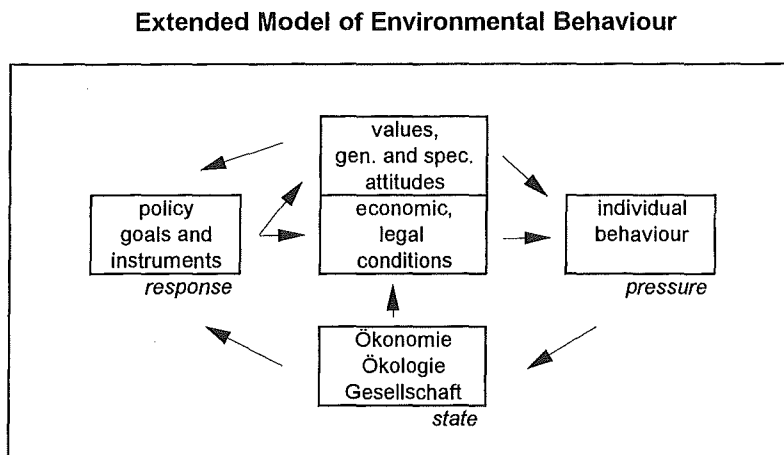 Extended Model of Environmental Behaviour
values,
gen. and spec.
attitudes
policy
goals and
instruments
response
economic,
legal
conditions
individual
behaviour
pressure
Ökonomie
Ökologie
Gesellschaft
state